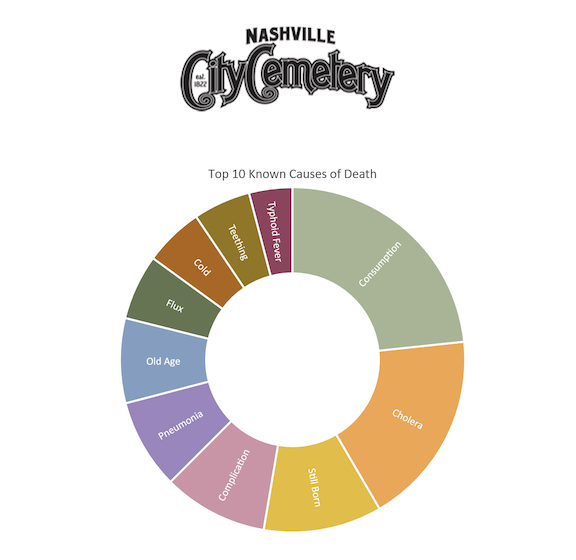 NASHVILLE
est.
1822
City Cemetery
Top 10 Known Causes of Death
Typhoid Fever
Teething
Cold
Flux
Old Age
Pneumonia
Complication
Still Born
Cholera
Consumption